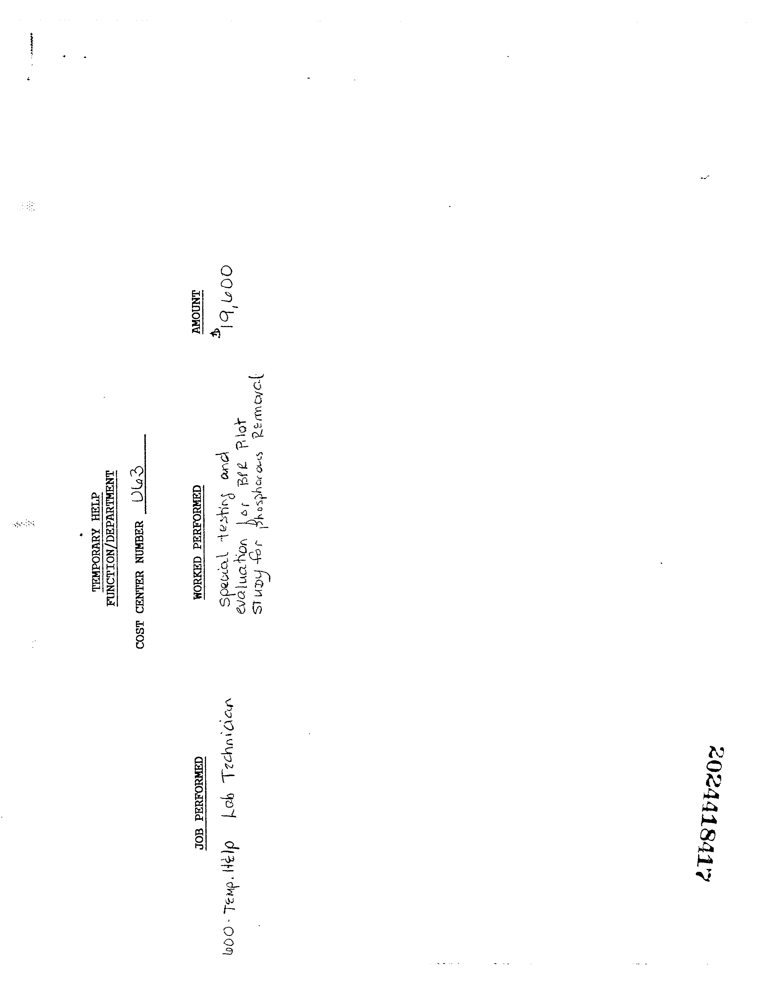 TEMPORARY HELP
FUNCTION/DEPARTMENT
COST CENTER NUMBER U63
JOB PERFORMED
WORKED PERFORMED
AMOUNT
600 - Temp. Help Lab Technician
Special testing and
evaluation for BPR Pilot
Study for phosphorous Removal
$19,600
2024418417